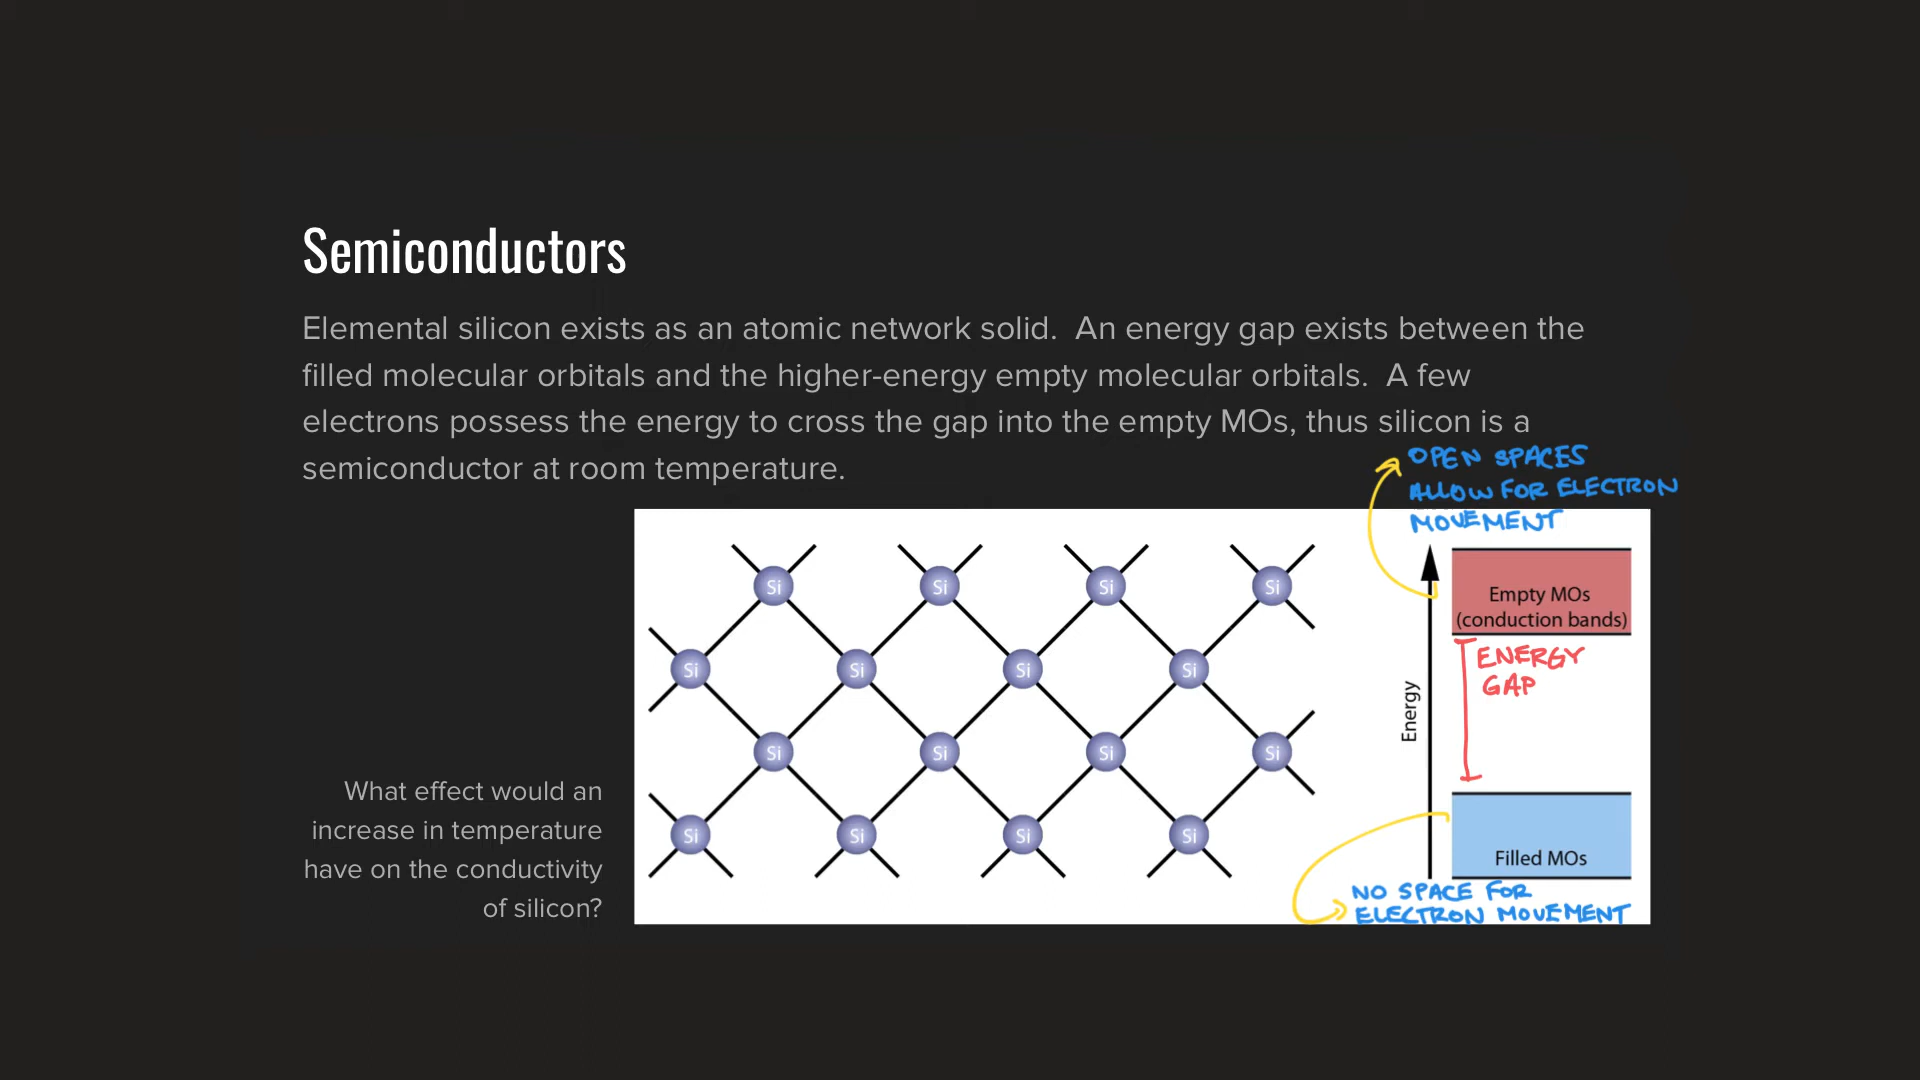 Semiconductors
Elemental silicon exists as an atomic network solid.  An energy gap exists between the
filled molecular orbitals and the higher-energy empty molecular orbitals.  A few
electrons possess the energy to cross the gap into the empty MOs, thus silicon is a
semiconductor at room temperature.
OPEN SPACES
ALLOW FOR ELECTRON
MOVEMENT
Si Si Si Si
Si Si Si Si
Si Si Si Si
Si Si Si Si
Empty MOs
(conduction bands)
ENERGY
GAP
Energy
Filled MOs
NO SPACE FOR
ELECTRON MOVEMENT
What effect would an
increase in temperature
have on the conductivity
of silicon?